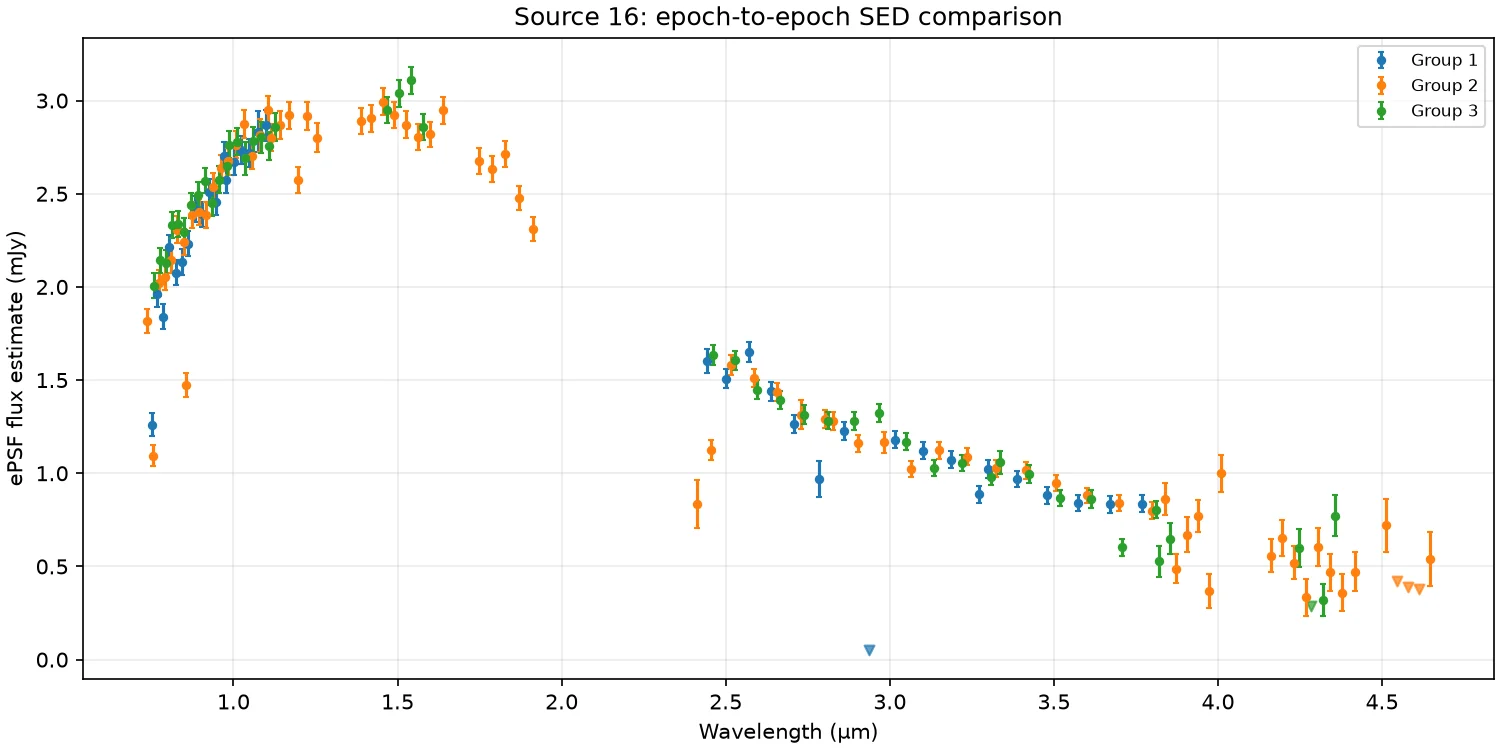 Source 16: epoch-to-epoch SED comparison
Group 1
Group 2
Group 3
ePSF flux estimate (mJy)
3.0
2.5
2.0
1.5
1.0
0.5
0.0
1.0 1.5 2.0 2.5 3.0 3.5 4.0 4.5
Wavelength (μm)